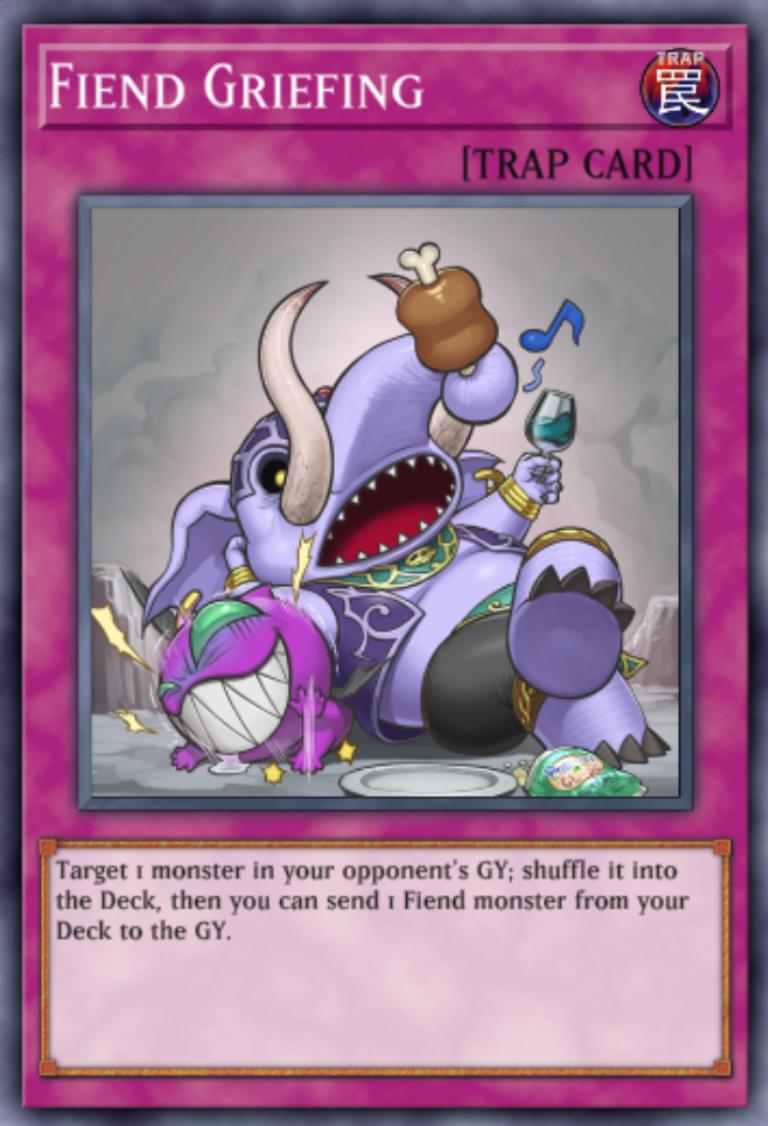 FIEND GRIEFING
TRAP
罠
[TRAP CARD]
Target 1 monster in your opponent's GY; shuffle it into
the Deck, then you can send 1 Fiend monster from your
Deck to the GY.